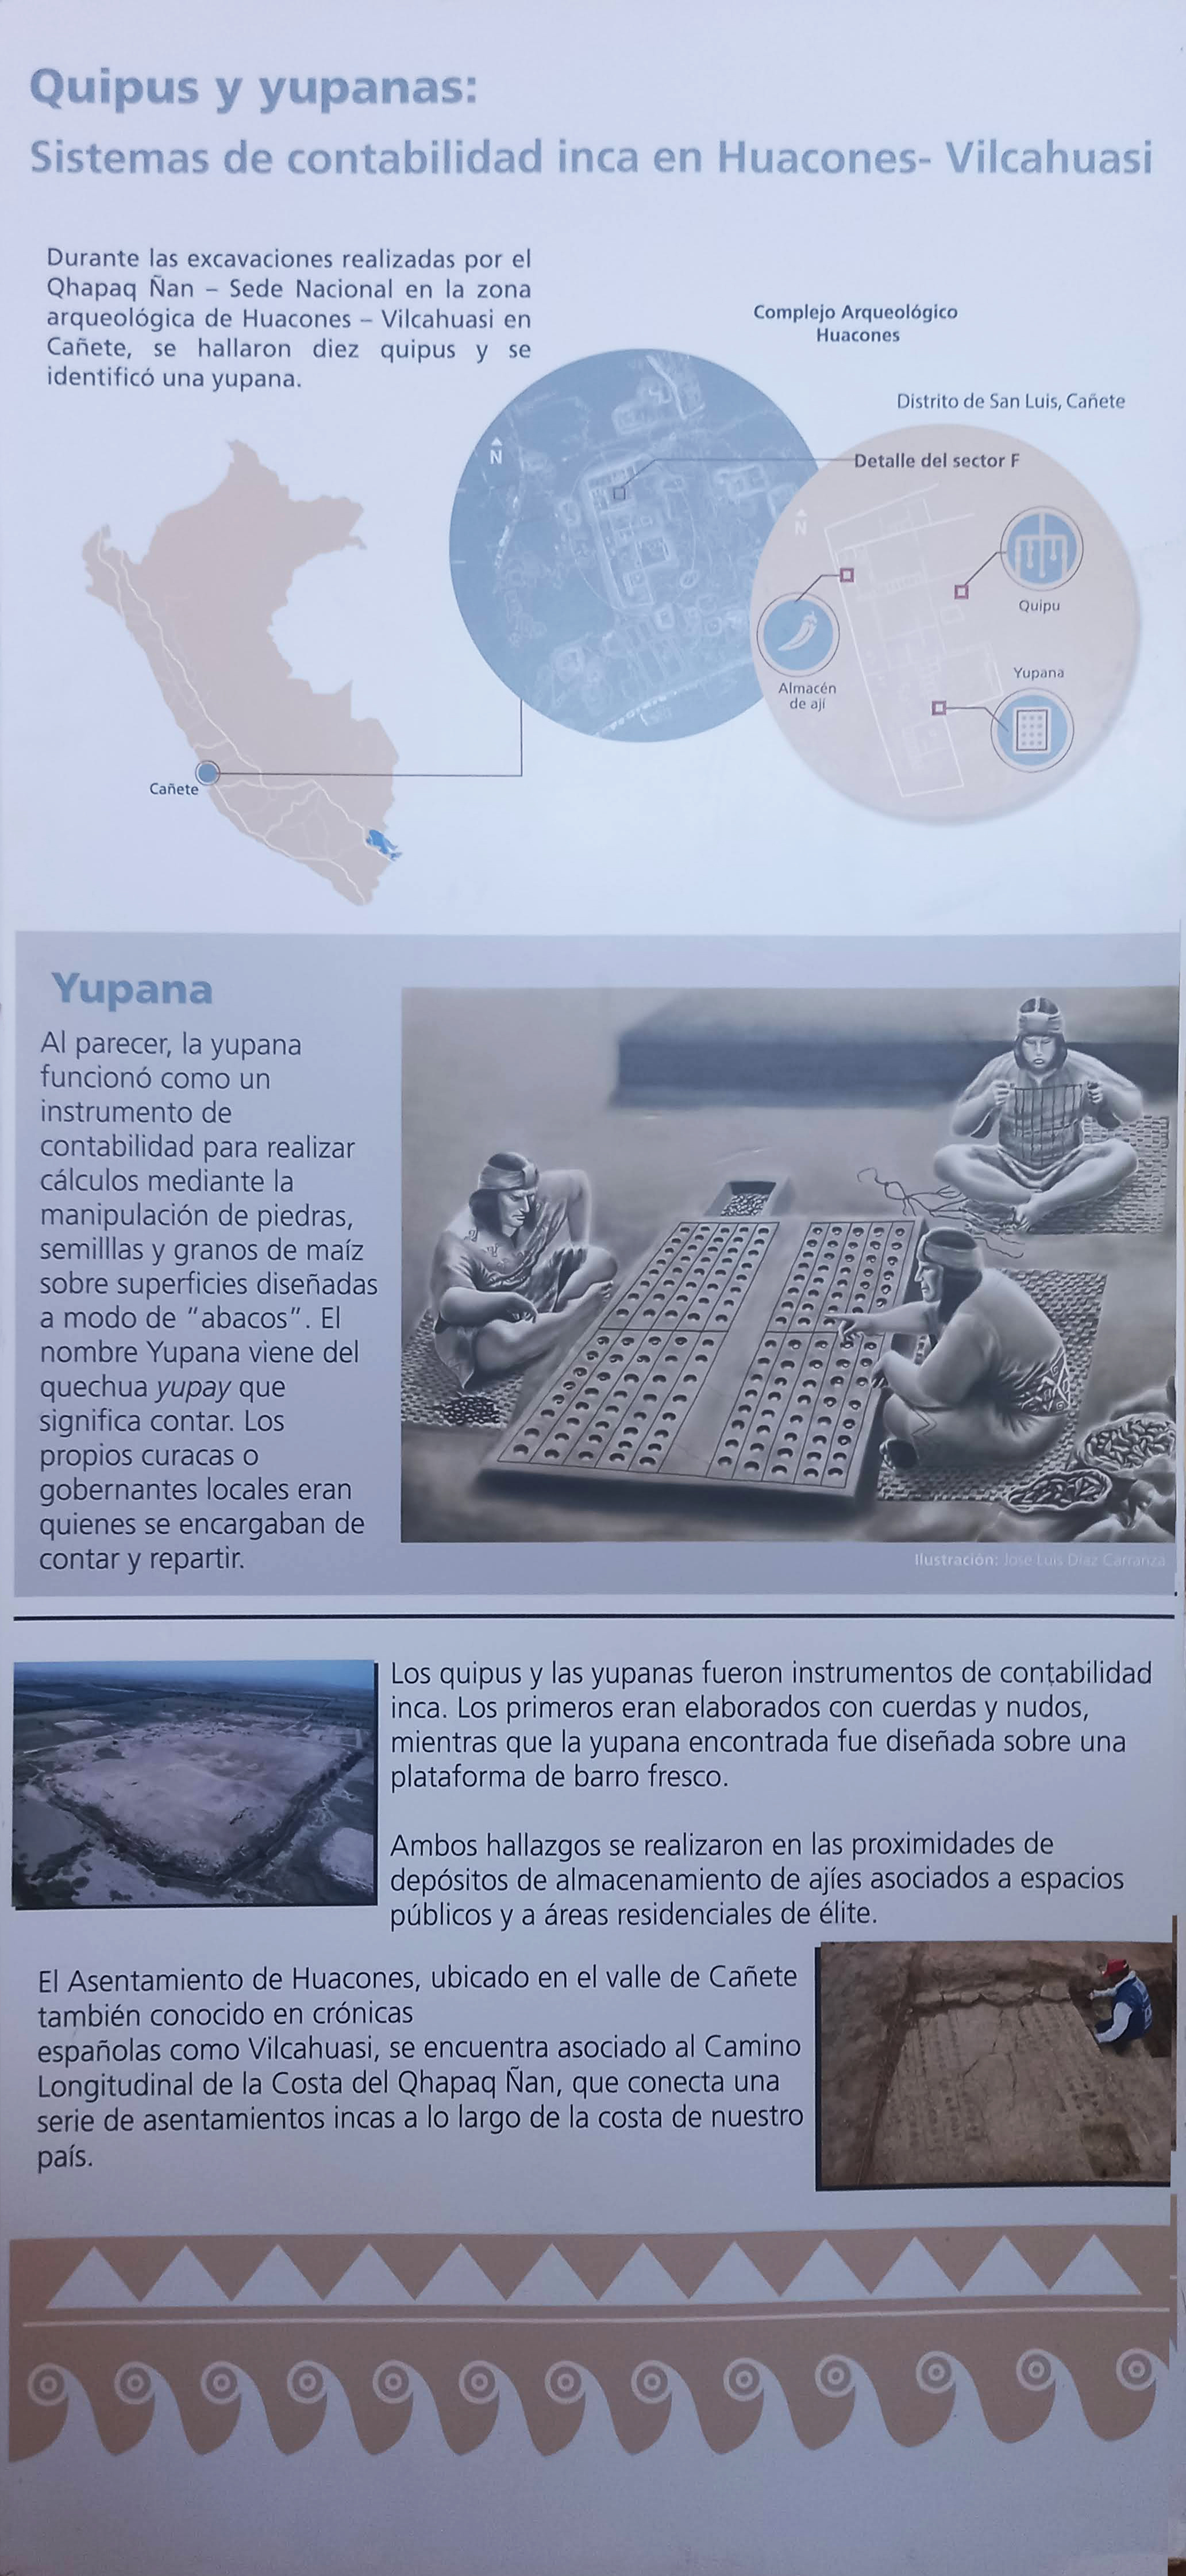 Quipus y yupanas:
Sistemas de contabilidad inca en Huacones- Vilcahuasi
Durante las excavaciones realizadas por el
Qhapaq Ñan – Sede Nacional en la zona
arqueológica de Huacones – Vilcahuasi en
Cañete, se hallaron diez quipus y se
identificó una yupana.
Complejo Arqueológico
Huacones
Distrito de San Luis, Cañete
N
Detalle del sector F
N
Quipu
Almacén
de ají
Yupana
Cañete
Yupana
Al parecer, la yupana
funcionó como un
instrumento de
contabilidad para realizar
cálculos mediante la
manipulación de piedras,
semilllas y granos de maíz
sobre superficies diseñadas
a modo de "abacos". El
nombre Yupana viene del
quechua yupay que
significa contar. Los
propios curacas o
gobernantes locales eran
quienes se encargaban de
contar y repartir.
Ilustración: José Luis Díaz Carranza
Los quipus y las yupanas fueron instrumentos de contabilidad
inca. Los primeros eran elaborados con cuerdas y nudos,
mientras que la yupana encontrada fue diseñada sobre una
plataforma de barro fresco.
Ambos hallazgos se realizaron en las proximidades de
depósitos de almacenamiento de ajíes asociados a espacios
públicos y a áreas residenciales de élite.
El Asentamiento de Huacones, ubicado en el valle de Cañete
también conocido en crónicas
españolas como Vilcahuasi, se encuentra asociado al Camino
Longitudinal de la Costa del Qhapaq Ñan, que conecta una
serie de asentamientos incas a lo largo de la costa de nuestro
país.